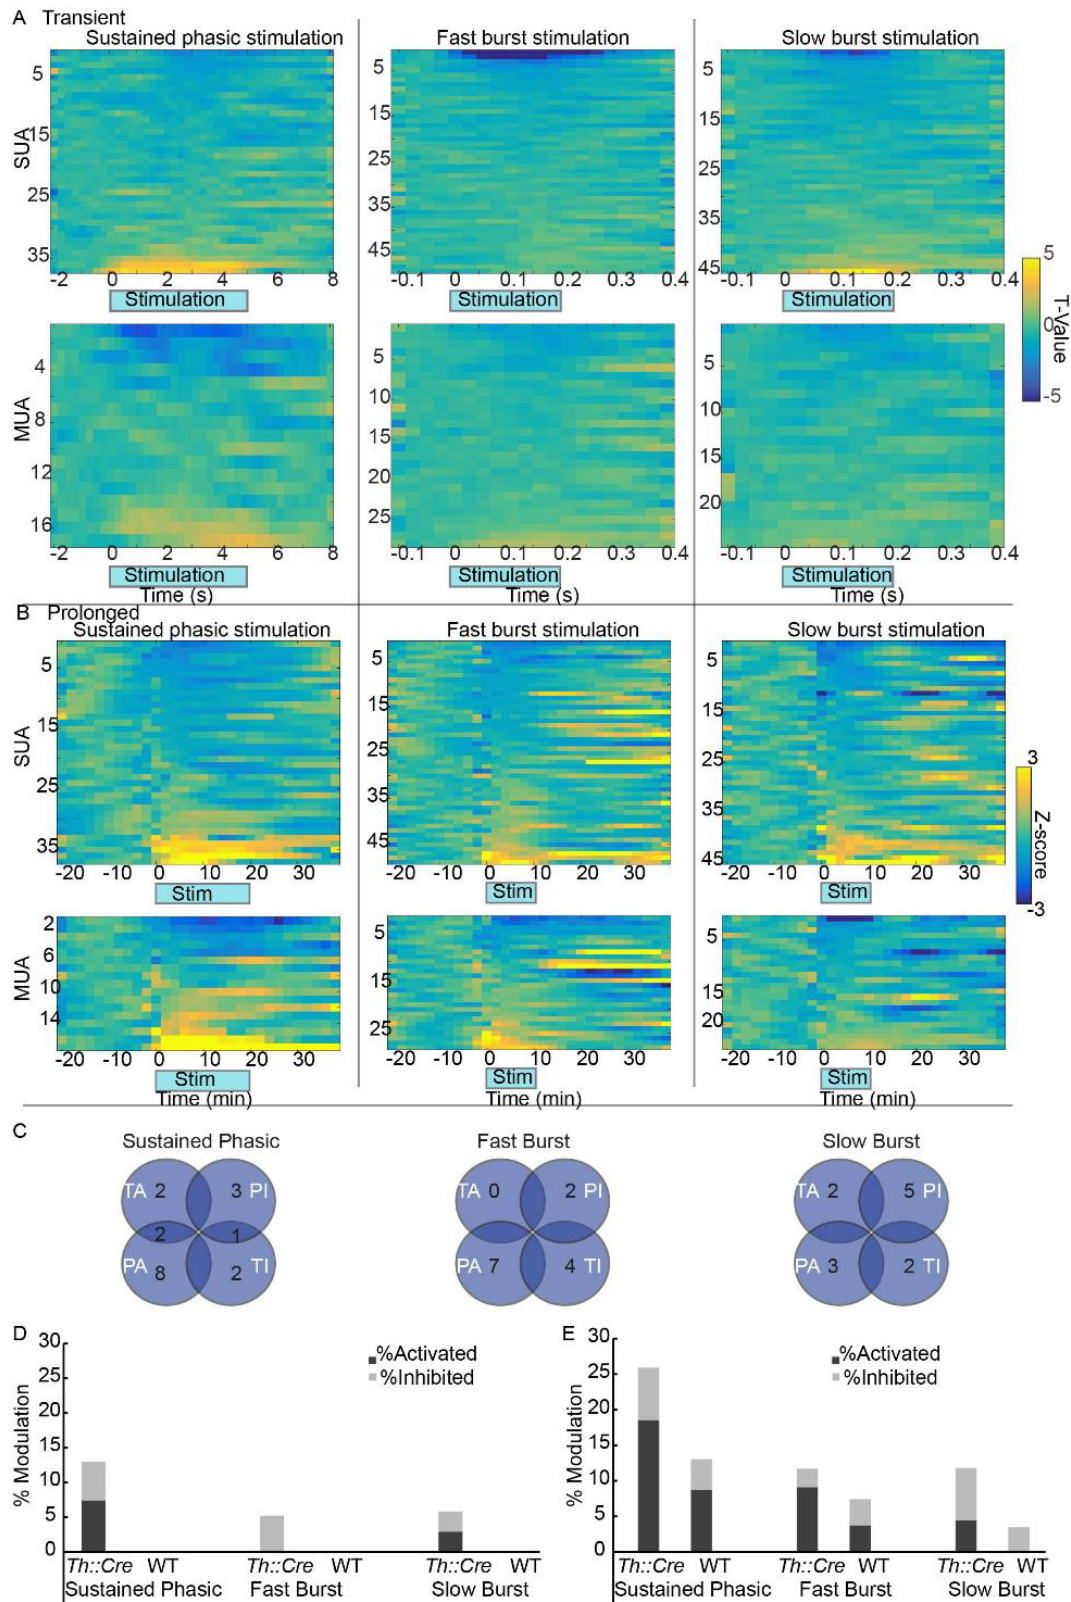 A Transient
Sustained phasic stimulation
Fast burst stimulation
Slow burst stimulation
SUA
5
15
25
35
-2 0 2 4 6 8
Stimulation
5
15
25
35
45
-0.1 0 0.1 0.2 0.3 0.4
Stimulation
5
15
25
35
45
-0.1 0 0.1 0.2 0.3 0.4
Stimulation
5
0
-5
T-Value
MUA
4
8
12
16
-2 0 2 4 6 8
Stimulation
Time (s)
5
10
15
20
25
-0.1 0 0.1 0.2 0.3 0.4
Stimulation
Time (s)
5
10
15
20
-0.1 0 0.1 0.2 0.3 0.4
Stimulation
Time (s)
B Prolonged
Sustained phasic stimulation
Fast burst stimulation
Slow burst stimulation
SUA
5
15
25
35
-20 -10 0 10 20 30
Stim
5
15
25
35
45
-20 -10 0 10 20 30
Stim
5
15
25
35
45
-20 -10 0 10 20 30
Stim
3
-3
Z-score
MUA
2
6
10
14
-20 -10 0 10 20 30
Stim
Time (min)
5
15
25
-20 -10 0 10 20 30
Stim
Time (min)
5
15
20
-20 -10 0 10 20 30
Stim
Time (min)
C
Sustained Phasic
TA 2 3 PI
2 1
PA 8 2 TI
Fast Burst
TA 0 2 PI
PA 7 4 TI
Slow Burst
TA 2 5 PI
PA 3 2 TI
D
% Modulation
30
25
20
15
10
5
0
%Activated
%Inhibited
Th::Cre WT Th::Cre WT Th::Cre WT
Sustained Phasic Fast Burst Slow Burst
E
% Modulation
30
25
20
15
10
5
0
%Activated
%Inhibited
Th::Cre WT Th::Cre WT Th::Cre WT
Sustained Phasic Fast Burst Slow Burst